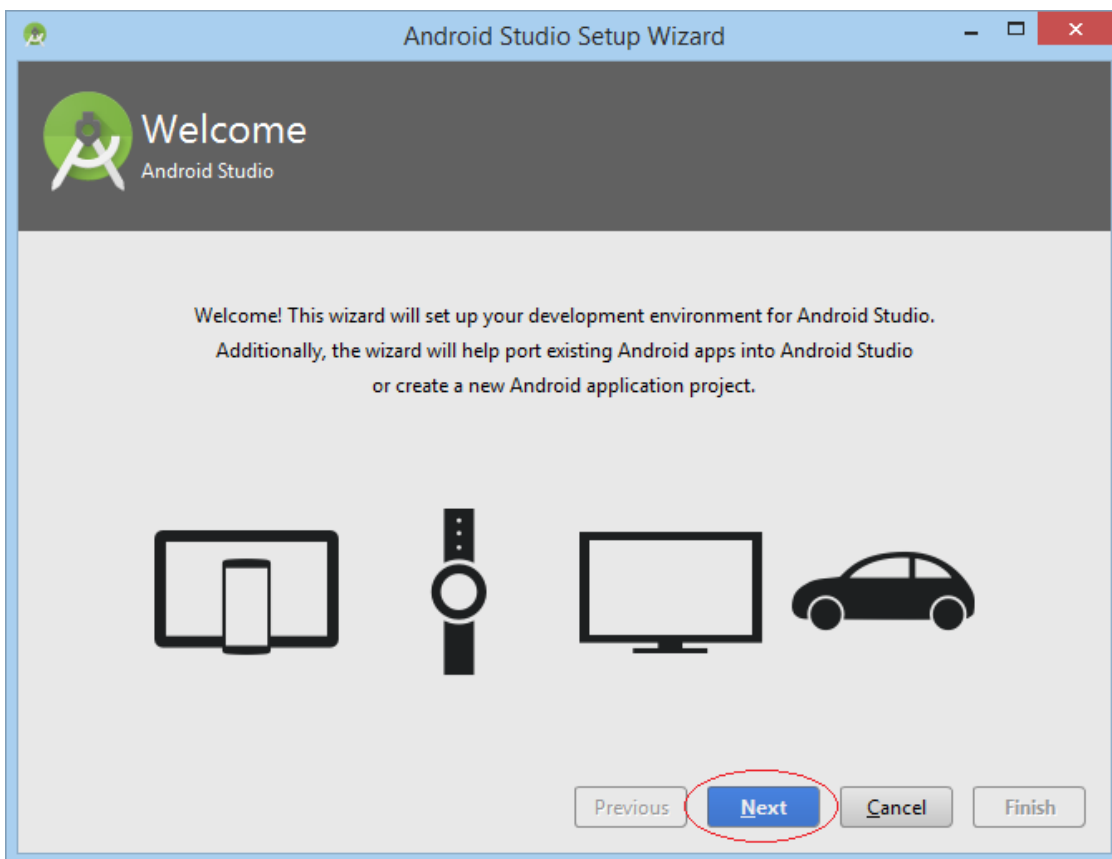 Android Studio Setup Wizard
Welcome
Android Studio
Welcome! This wizard will set up your development environment for Android Studio.
Additionally, the wizard will help port existing Android apps into Android Studio
or create a new Android application project.
Previous Next Cancel Finish